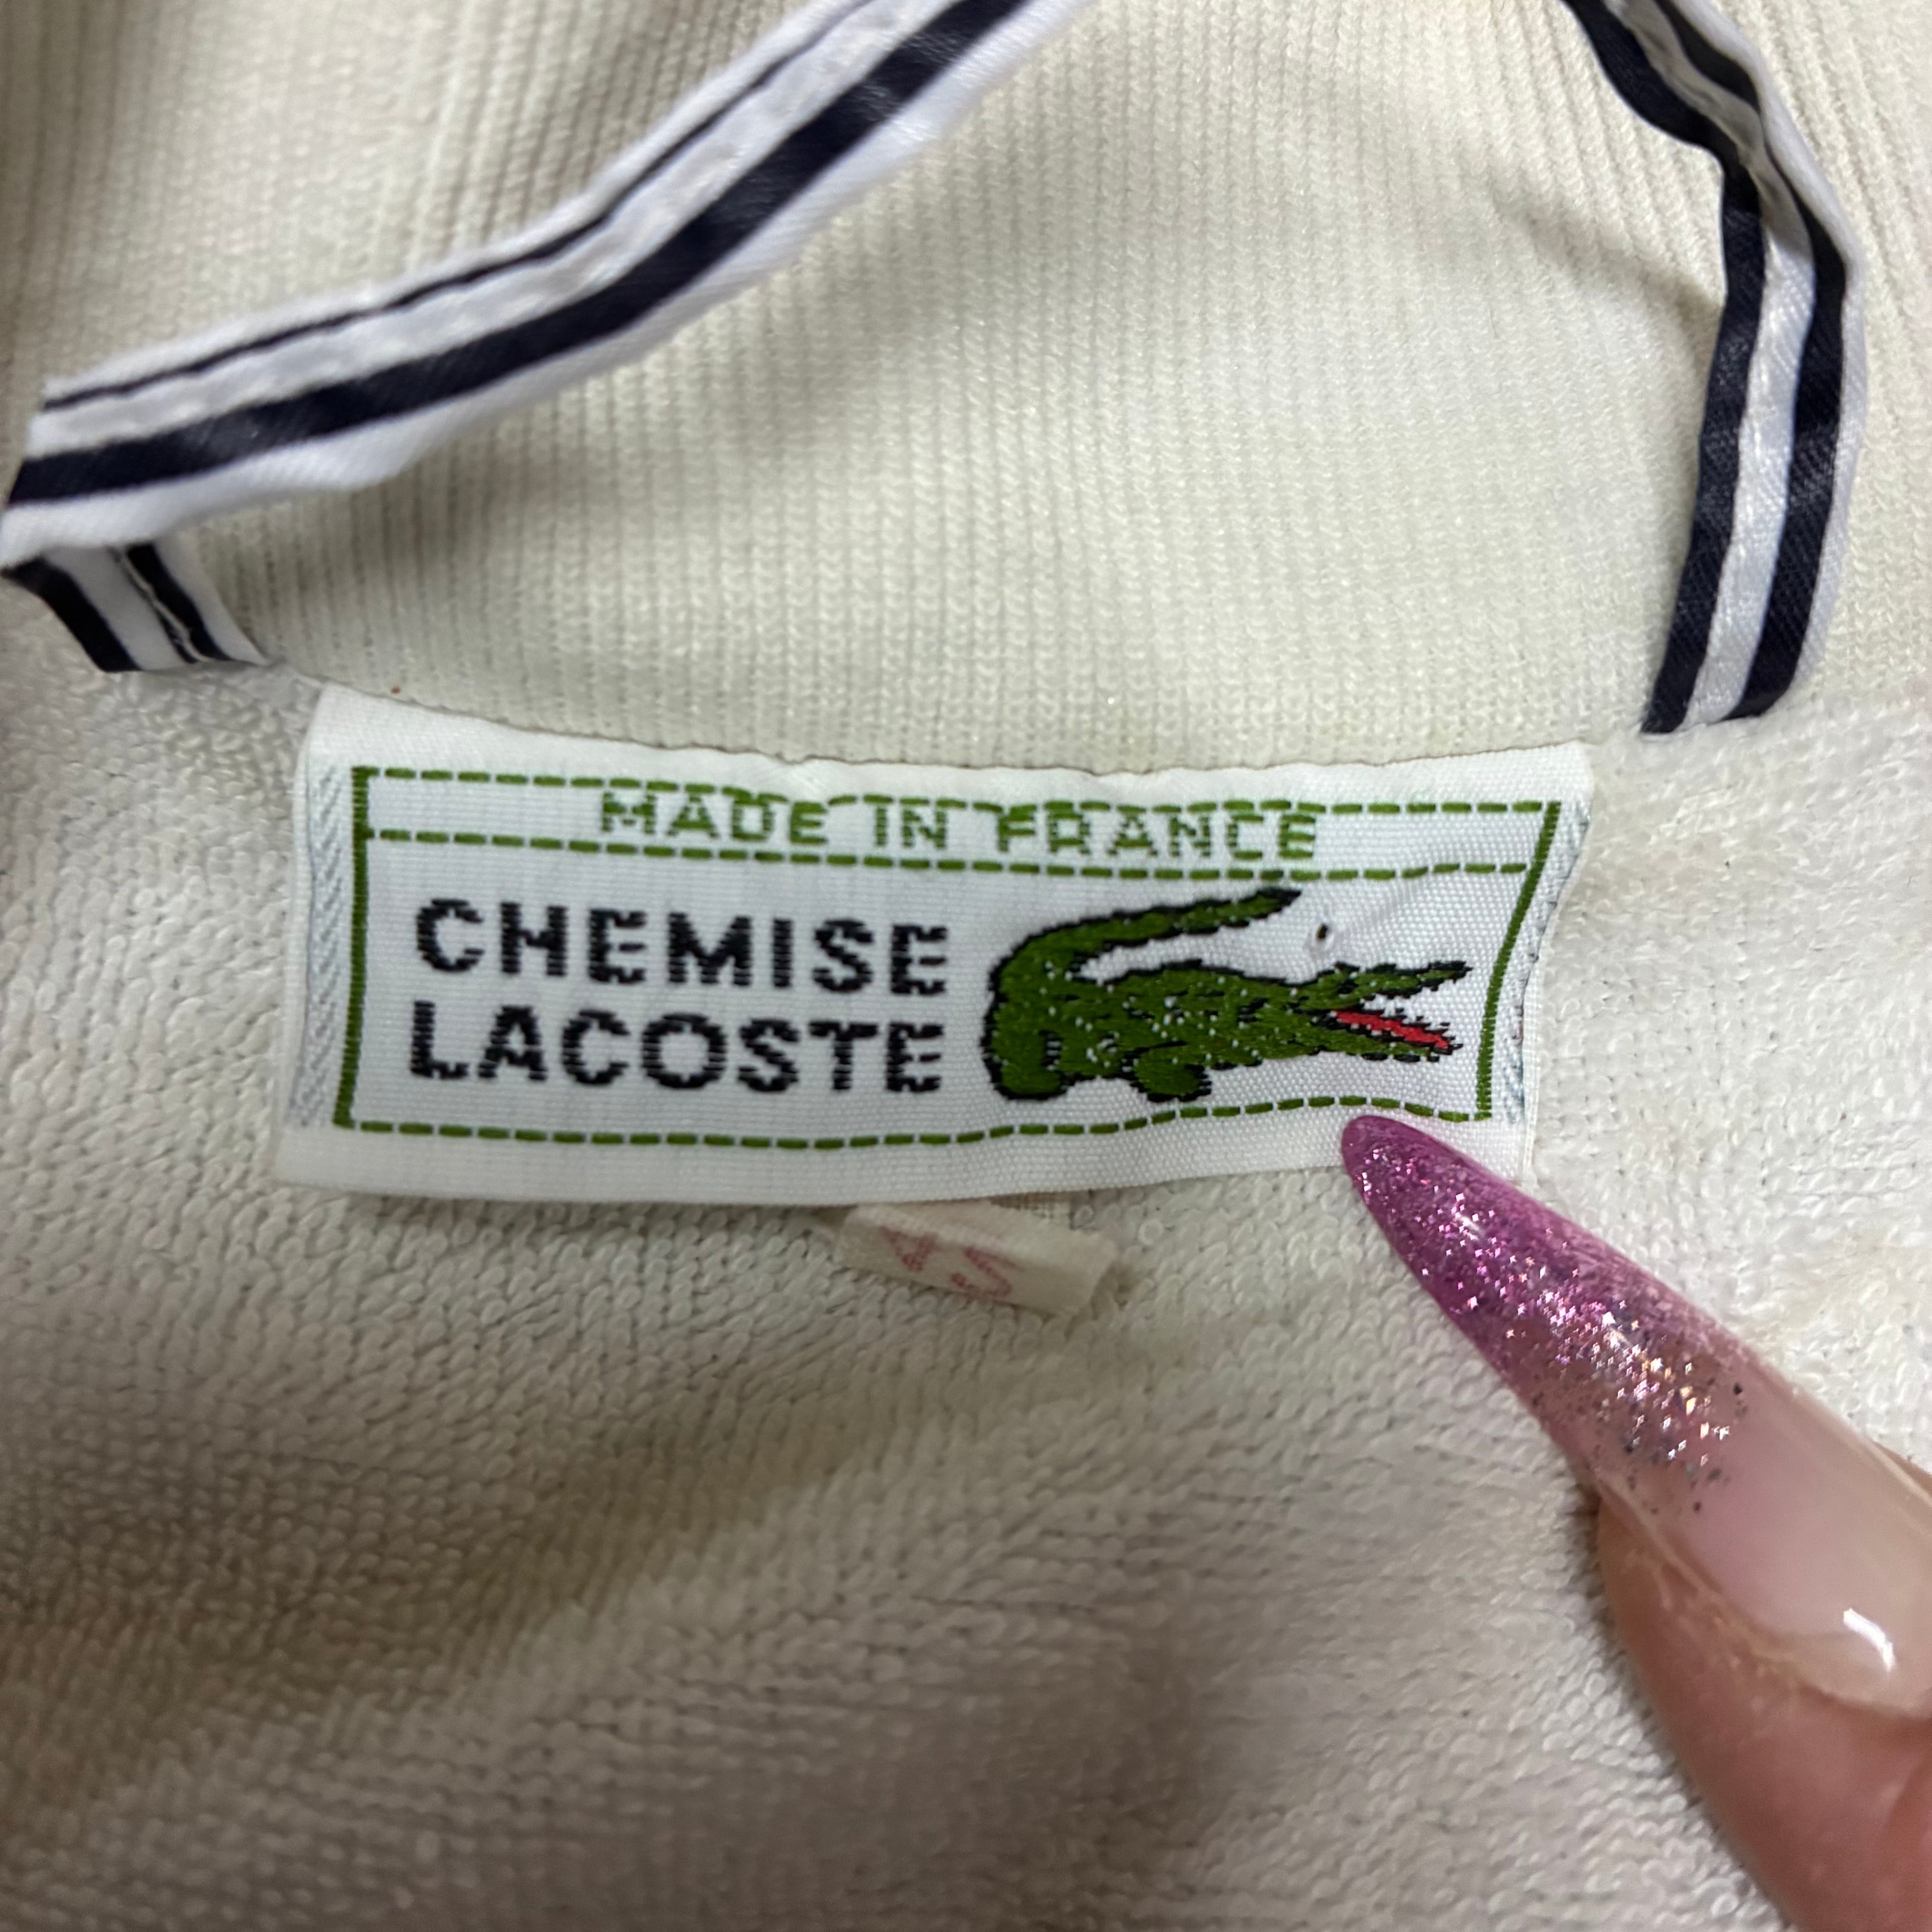 MADE IN FRANCE
CHEMISE
LACOSTE